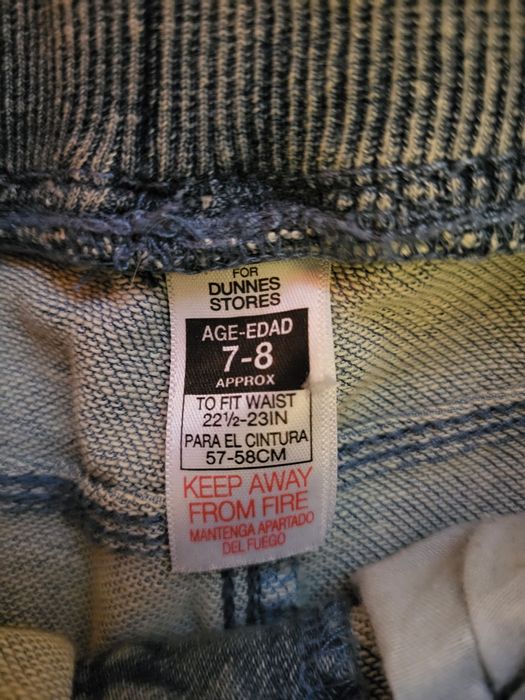 FOR
DUNNES
STORES
AGE-EDAD
7-8
APPROX
TO FIT WAIST
22½-23IN
PARA EL CINTURA
57-58CM
KEEP AWAY
FROM FIRE
MANTENGA APARTADO
DEL FUEGO